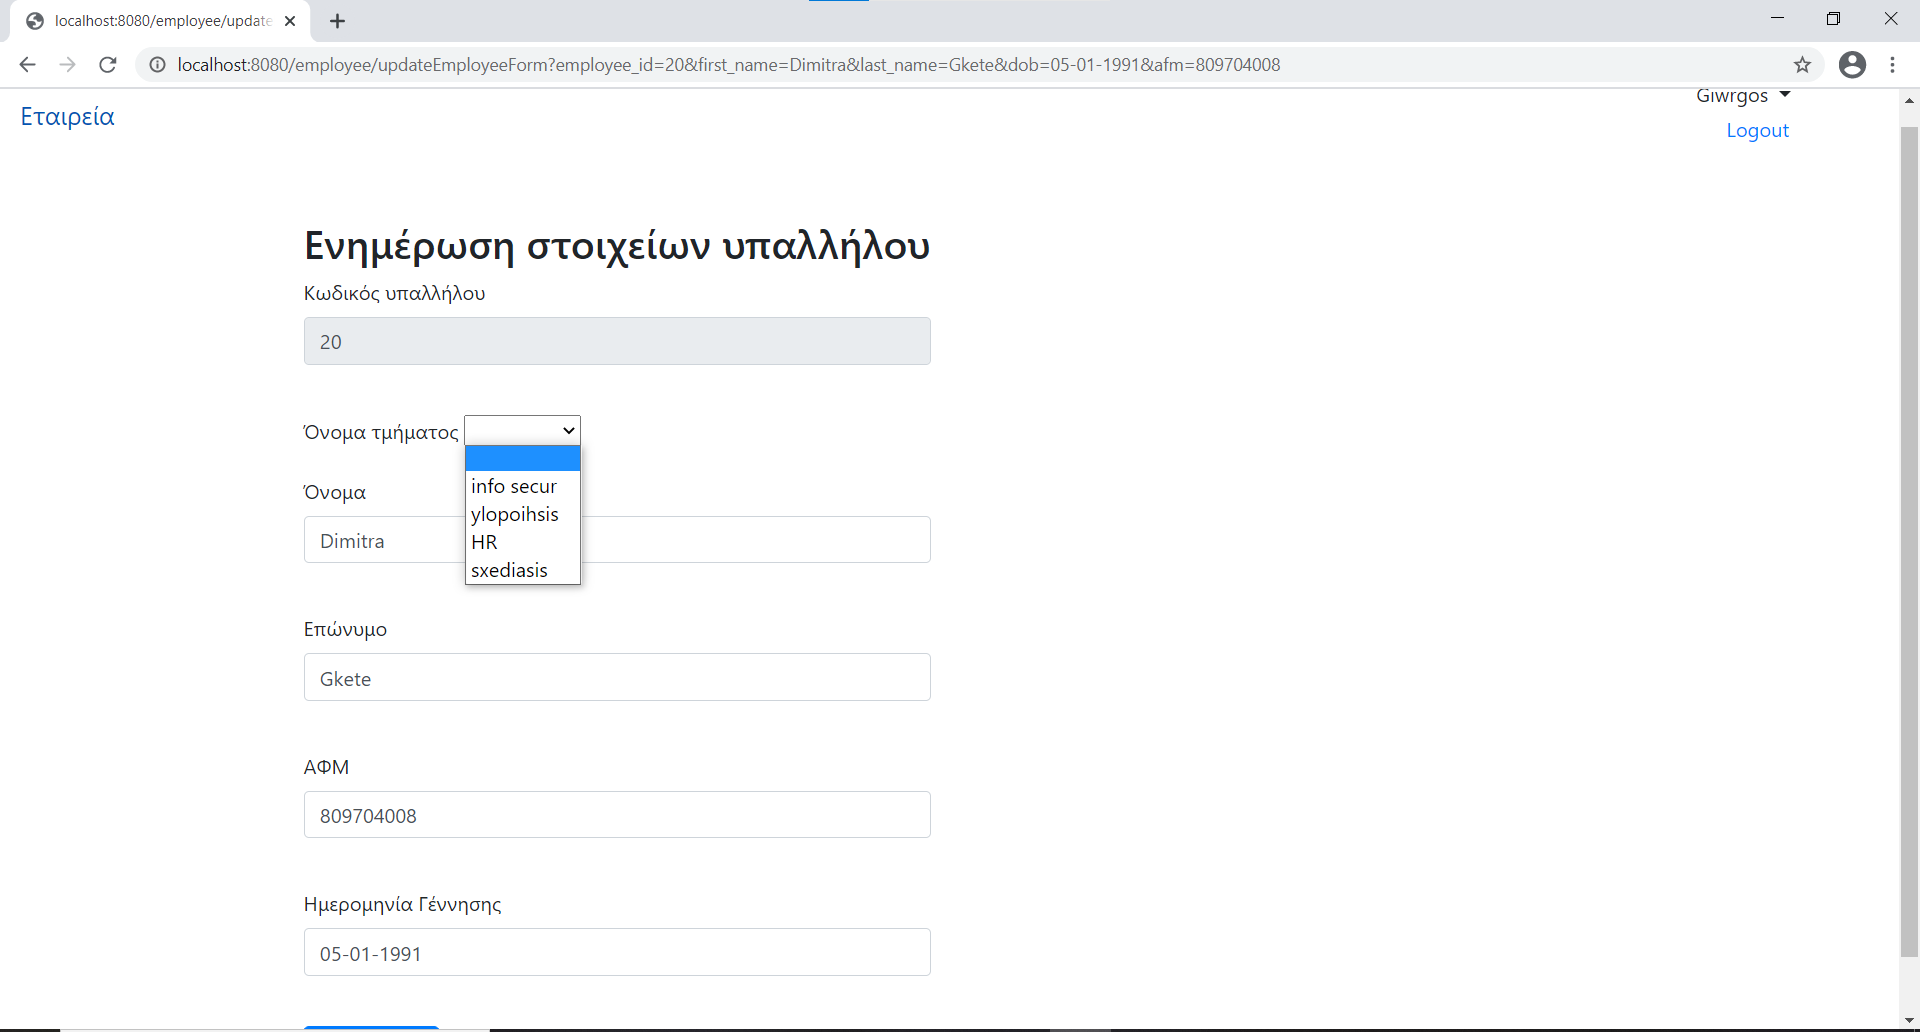 localhost:8080/employee/update
localhost:8080/employee/updateEmployeeForm?employee_id=20&first_name=Dimitra&last_name=Gkete&dob=05-01-1991&afm=809704008
Εταιρεία
Giwrgos
Logout
Ενημέρωση στοιχείων υπαλλήλου
Κωδικός υπαλλήλου
20
Όνομα τμήματος
info secur
ylopoihsis
HR
sxediasis
Όνομα
Dimitra
Επώνυμο
Gkete
ΑΦΜ
809704008
Ημερομηνία Γέννησης
05-01-1991